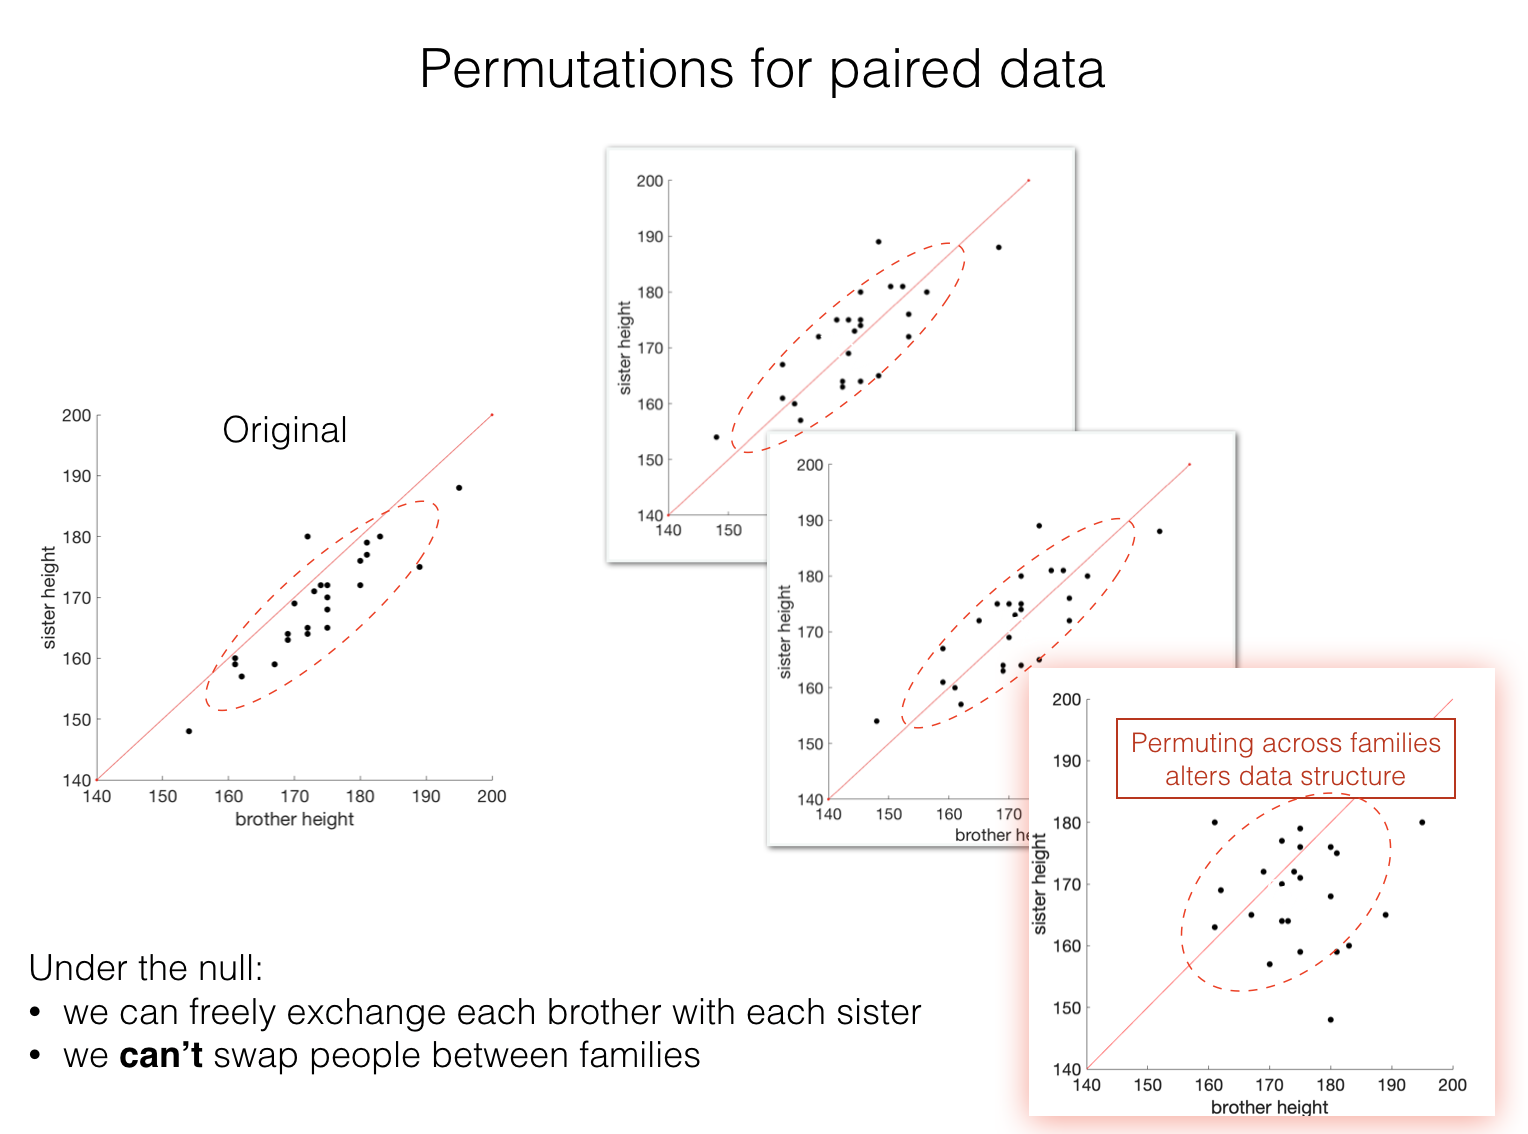 Permutations for paired data
Original
200
190
180
170
160
150
140
140 150 160 170 180 190 200
sister height
brother height
200
190
180
170
160
150
140
140 150
sister height
200
190
180
170
160
150
140
140 150 160 170
sister height
brother he
Permuting across families
alters data structure
200
190
180
170
160
150
140
140 150 160 170 180 190 200
sister height
brother height
Under the null:
• we can freely exchange each brother with each sister
• we can’t swap people between families